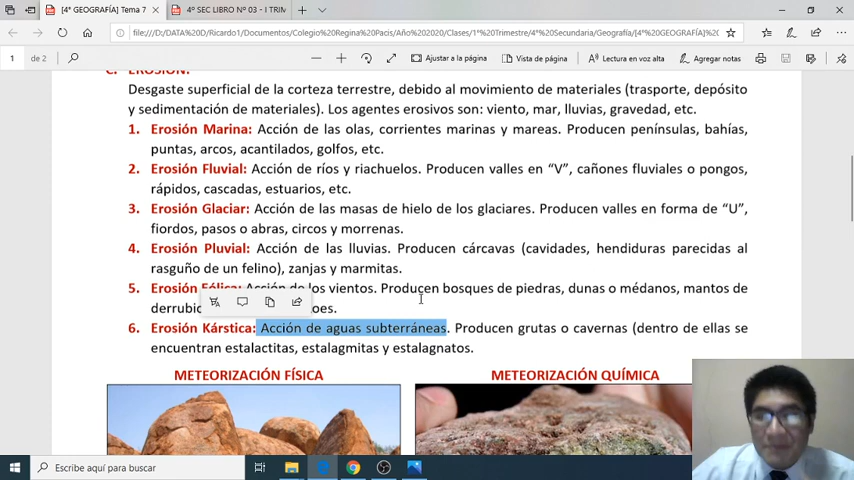 [4° GEOGRAFÍA] Tema 7
4° SEC LIBRO Nº 03 - I TRIM
file:///D:/DATA%20D/Ricardo1/Documentos/Colegio%20Regina%20Pacis/Año%202020/Clases/1°%20Trimestre/4°%20Secundaria/Geografía/[4°%20GEOGRAFÍA]%20
1 de 2
Ajustar a la página
Vista de página
Lectura en voz alta
Agregar notas
C. EROSIÓN:
Desgaste superficial de la corteza terrestre, debido al movimiento de materiales (trasporte, depósito
y sedimentación de materiales). Los agentes erosivos son: viento, mar, lluvias, gravedad, etc.
1. Erosión Marina: Acción de las olas, corrientes marinas y mareas. Producen penínsulas, bahías,
puntas, arcos, acantilados, golfos, etc.
2. Erosión Fluvial: Acción de ríos y riachuelos. Producen valles en “V”, cañones fluviales o pongos,
rápidos, cascadas, estuarios, etc.
3. Erosión Glaciar: Acción de las masas de hielo de los glaciares. Producen valles en forma de “U”,
fiordos, pasos o abras, circos y morrenas.
4. Erosión Pluvial: Acción de las lluvias. Producen cárcavas (cavidades, hendiduras parecidas al
rasguño de un felino), zanjas y marmitas.
5. Erosión Eólica: Acción de los vientos. Producen bosques de piedras, dunas o médanos, mantos de
6. Erosión Kárstica: Acción de aguas subterráneas. Producen grutas o cavernas (dentro de ellas se
encuentran estalactitas, estalagmitas y estalagnatos.
METEORIZACIÓN FÍSICA
METEORIZACIÓN QUÍMICA
Escribe aquí para buscar